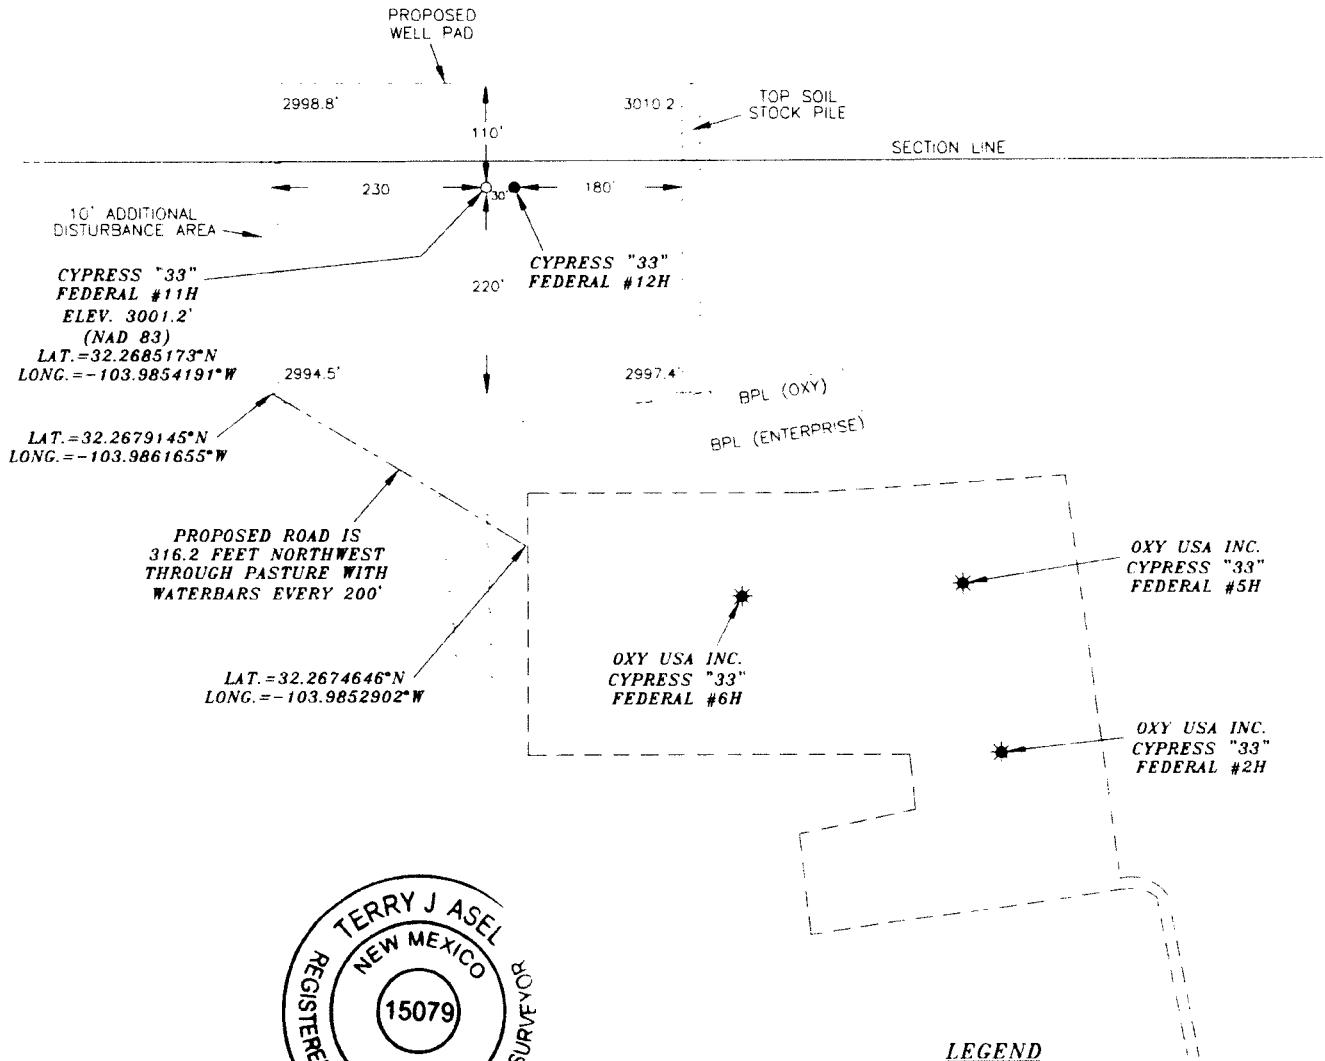 PROPOSED
WELL PAD
2998.8'
3010.2
TOP SOIL
STOCK PILE
110'
SECTION LINE
230
30'
180'
10' ADDITIONAL
DISTURBANCE AREA
CYPRESS "33"
FEDERAL #11H
ELEV. 3001.2'
(NAD 83)
LAT.=32.2685173°N
LONG.=-103.9854191°W
CYPRESS "33"
FEDERAL #12H
220'
2994.5'
2997.4'
BPL (OXY)
BPL (ENTERPRISE)
LAT.=32.2679145°N
LONG.=-103.9861655°W
PROPOSED ROAD IS
316.2 FEET NORTHWEST
THROUGH PASTURE WITH
WATERBARS EVERY 200'
OXY USA INC.
CYPRESS "33"
FEDERAL #5H
OXY USA INC.
CYPRESS "33"
FEDERAL #6H
LAT.=32.2674646°N
LONG.=-103.9852902°W
OXY USA INC.
CYPRESS "33"
FEDERAL #2H
TERRY J ASEL
NEW MEXICO
15079
REGISTERE
SURVEYOR
LEGEND